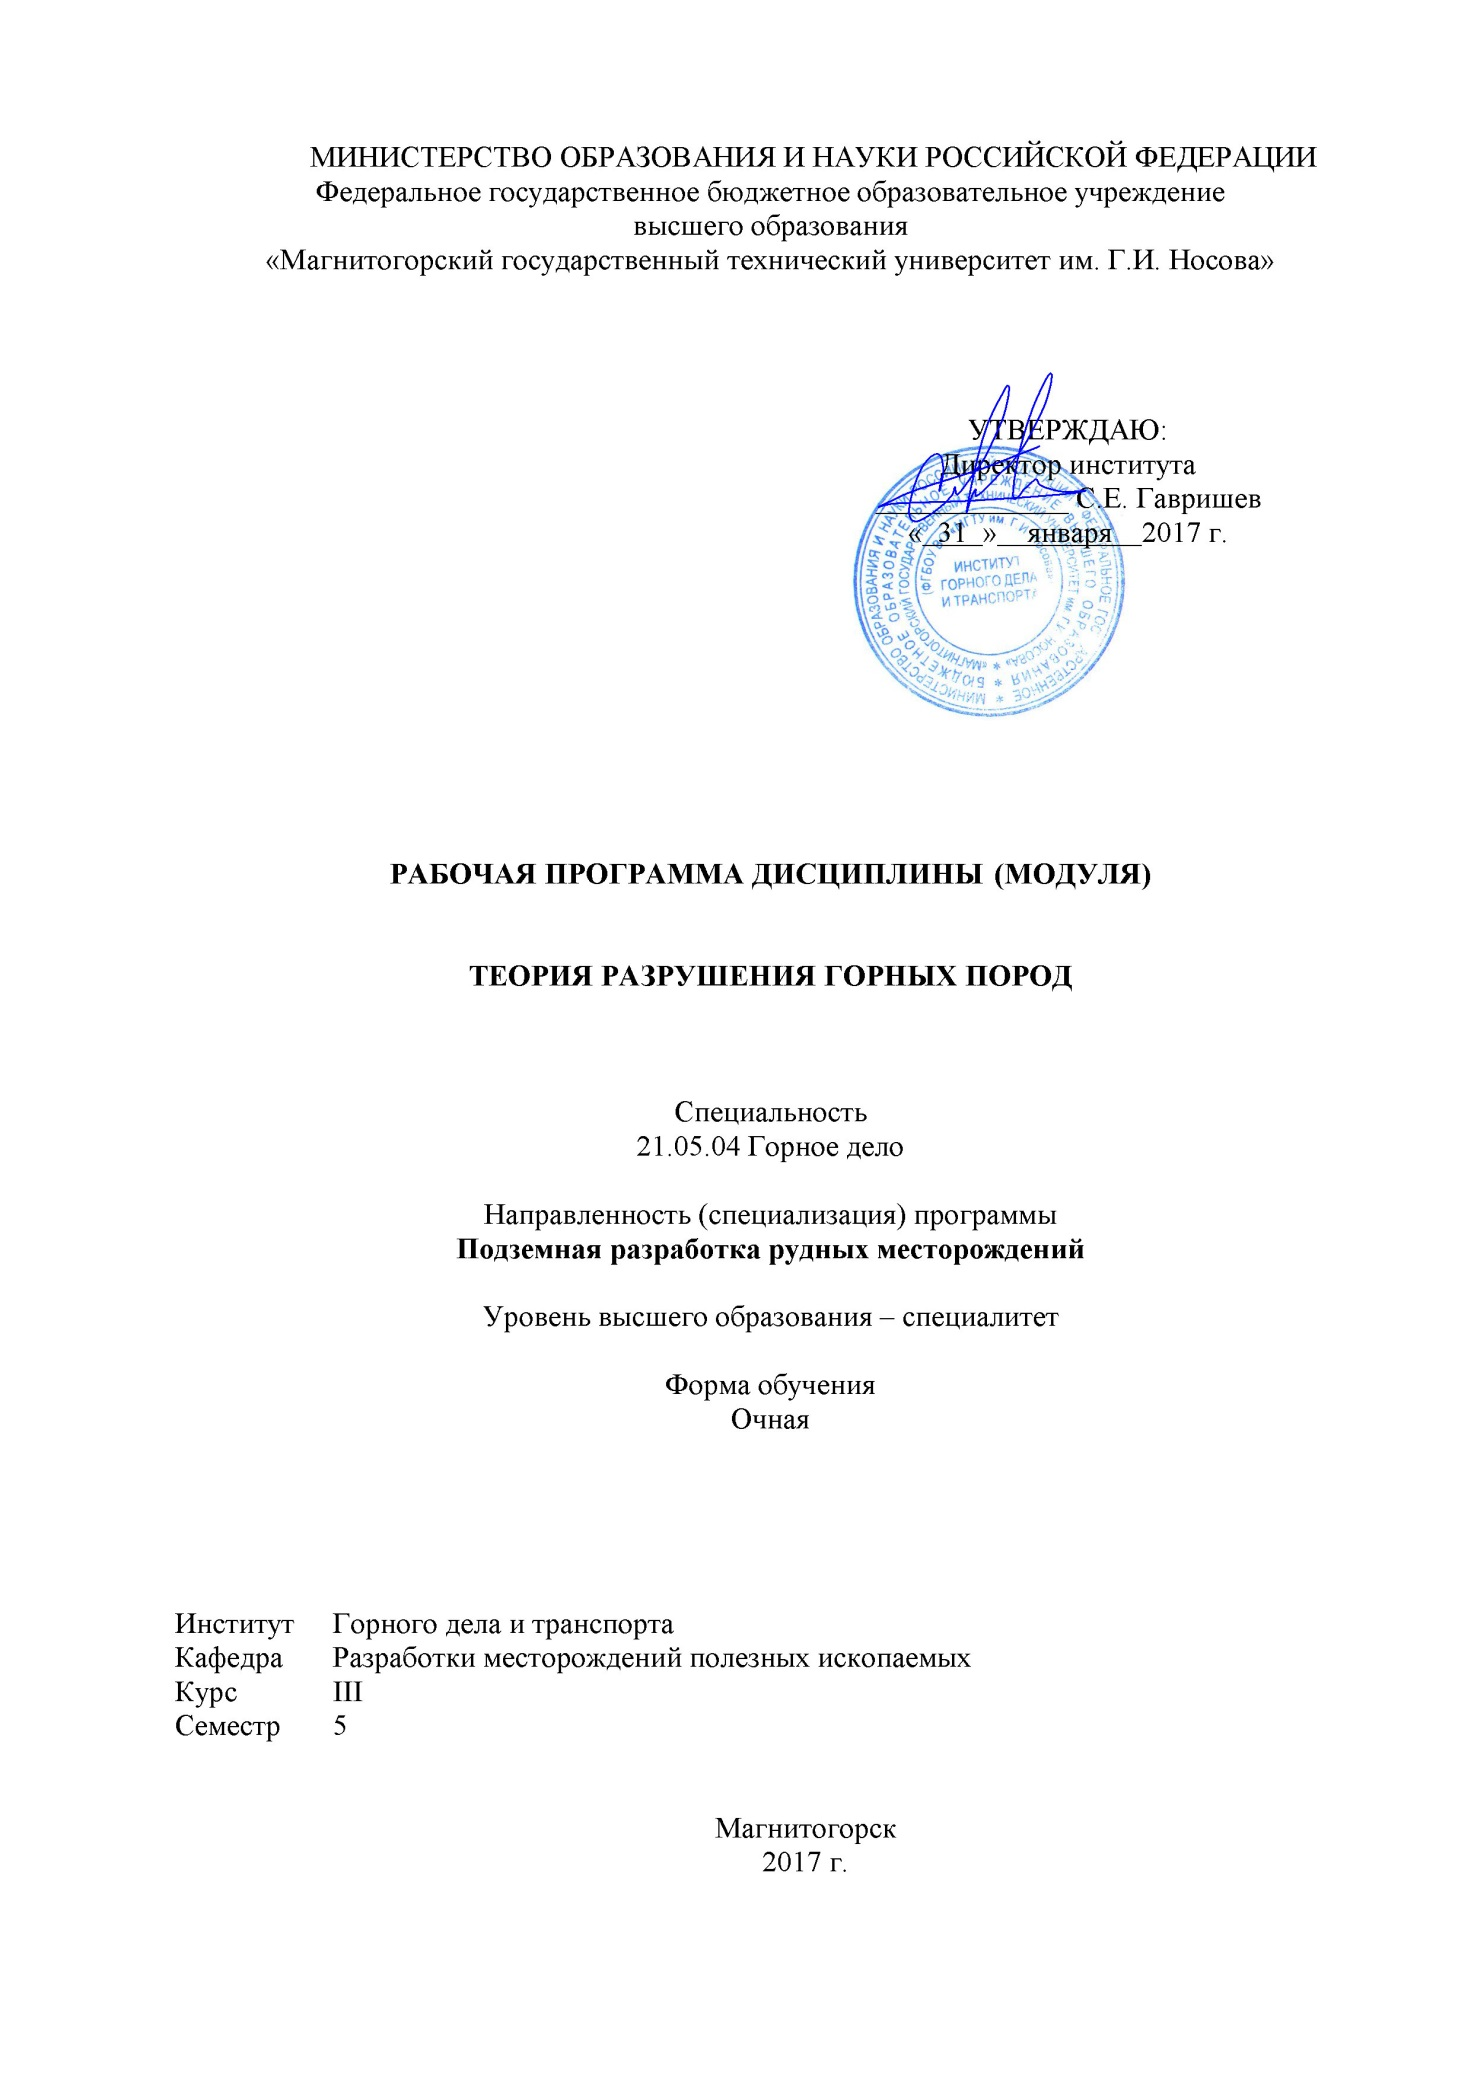 МИНИСТЕРСТВО ОБРАЗОВАНИЯ И НАУКИ РОССИЙСКОЙ ФЕДЕРАЦИИ
Федеральное государственное бюджетное образовательное учреждение
высшего образования
«Магнитогорский государственный технический университет им. Г.И. Носова»
УТВЕРЖДАЮ:
Директор института
С.Е. Гавришев
«31» января 2017 г.
ИНСТИТУТ
ГОРНОГО ДЕЛА
И ТРАНСПОРТА
РАБОЧАЯ ПРОГРАММА ДИСЦИПЛИНЫ (МОДУЛЯ)
ТЕОРИЯ РАЗРУШЕНИЯ ГОРНЫХ ПОРОД
Специальность
21.05.04 Горное дело
Направленность (специализация) программы
Подземная разработка рудных месторождений
Уровень высшего образования – специалитет
Форма обучения
Очная
Институт Горного дела и транспорта
Кафедра Разработки месторождений полезных ископаемых
Курс III
Семестр 5
Магнитогорск
2017 г.